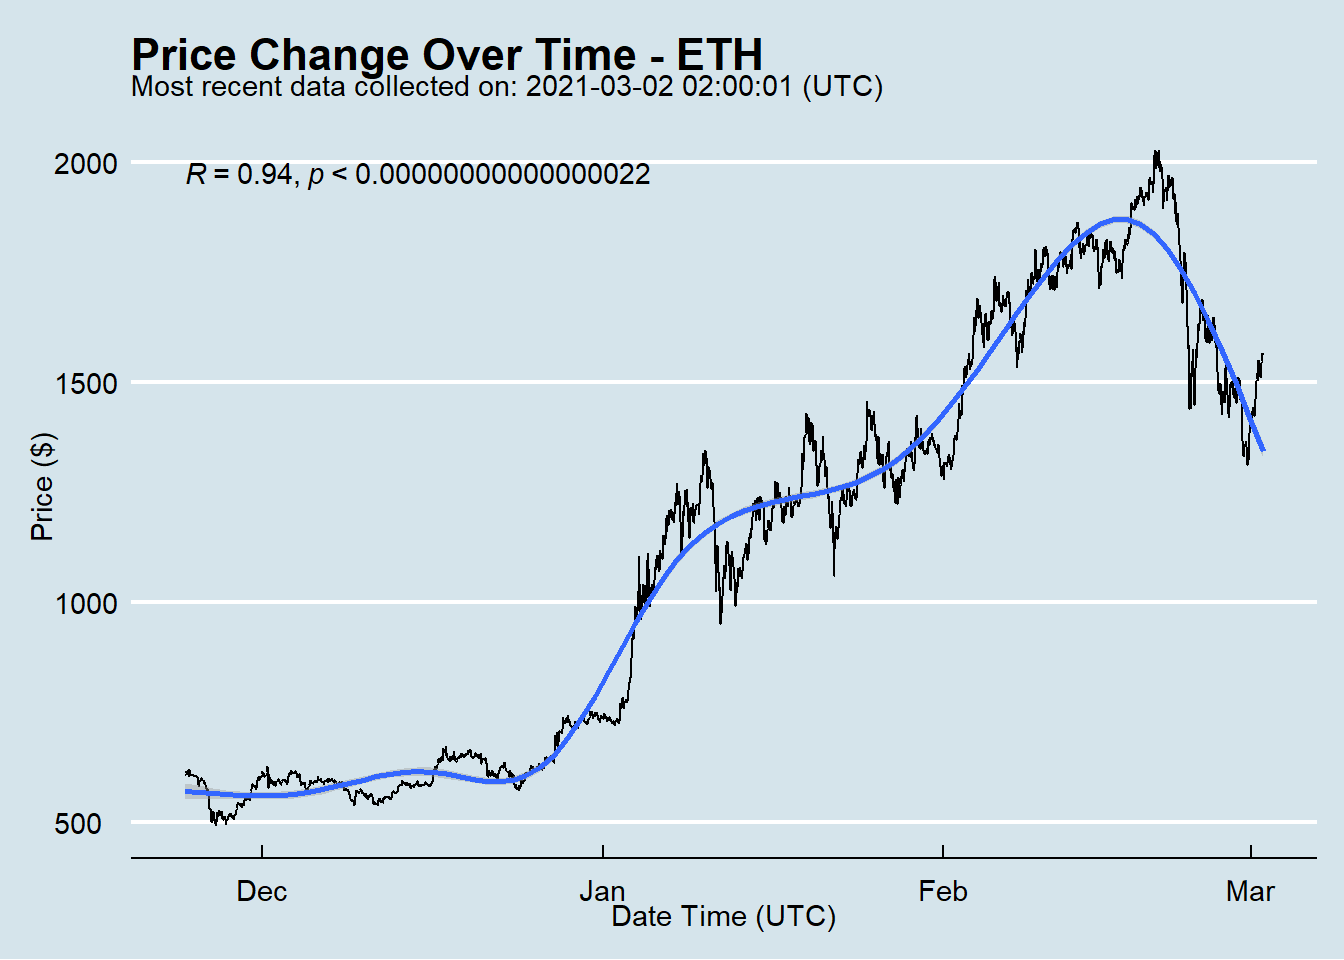 Price Change Over Time - ETH
Most recent data collected on: 2021-03-02 02:00:01 (UTC)
R = 0.94, p < 0.00000000000000022
2000
1500
1000
500
Price ($)
Dec Jan Feb Mar
Date Time (UTC)